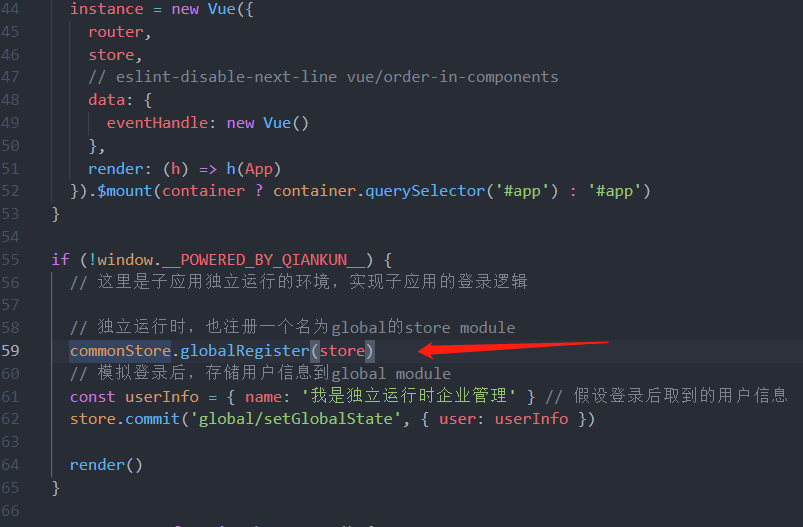 44 instance = new Vue({
45 router,
46 store,
47 // eslint-disable-next-line vue/order-in-components
48 data: {
49 eventHandle: new Vue()
50 },
51 render: (h) => h(App)
52 }).$mount(container ? container.querySelector('#app') : '#app')
53 }
54
55 if (!window.__POWERED_BY_QIANKUN__) {
56 // 这里是子应用独立运行的环境，实现子应用的登录逻辑
57
58 // 独立运行时，也注册一个名为global的store module
59 commonStore.globalRegister(store)
60 // 模拟登录后，存储用户信息到global module
61 const userInfo = { name: '我是独立运行时企业管理' } // 假设登录后取到的用户信息
62 store.commit('global/setGlobalState', { user: userInfo })
63
64 render()
65 }
66